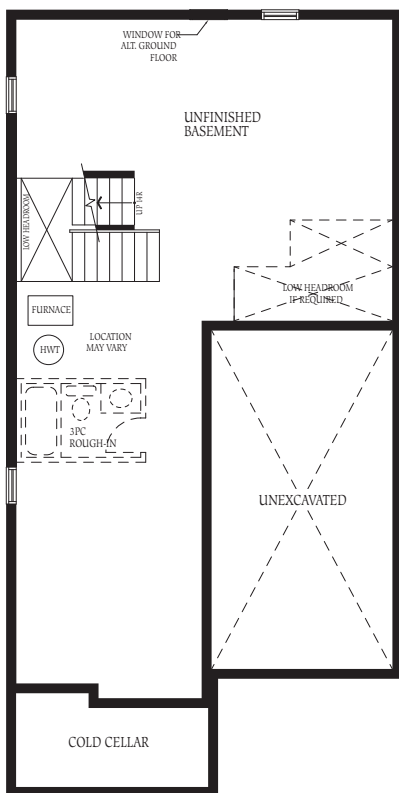 WINDOW FOR
ALT. GROUND
FLOOR
UNFINISHED
BASEMENT
LOW HEADROOM
UP 14R
LOW HEADROOM
IF REQUIRED
FURNACE
LOCATION
MAY VARY
HWT
3PC
ROUGH-IN
UNEXCAVATED
COLD CELLAR